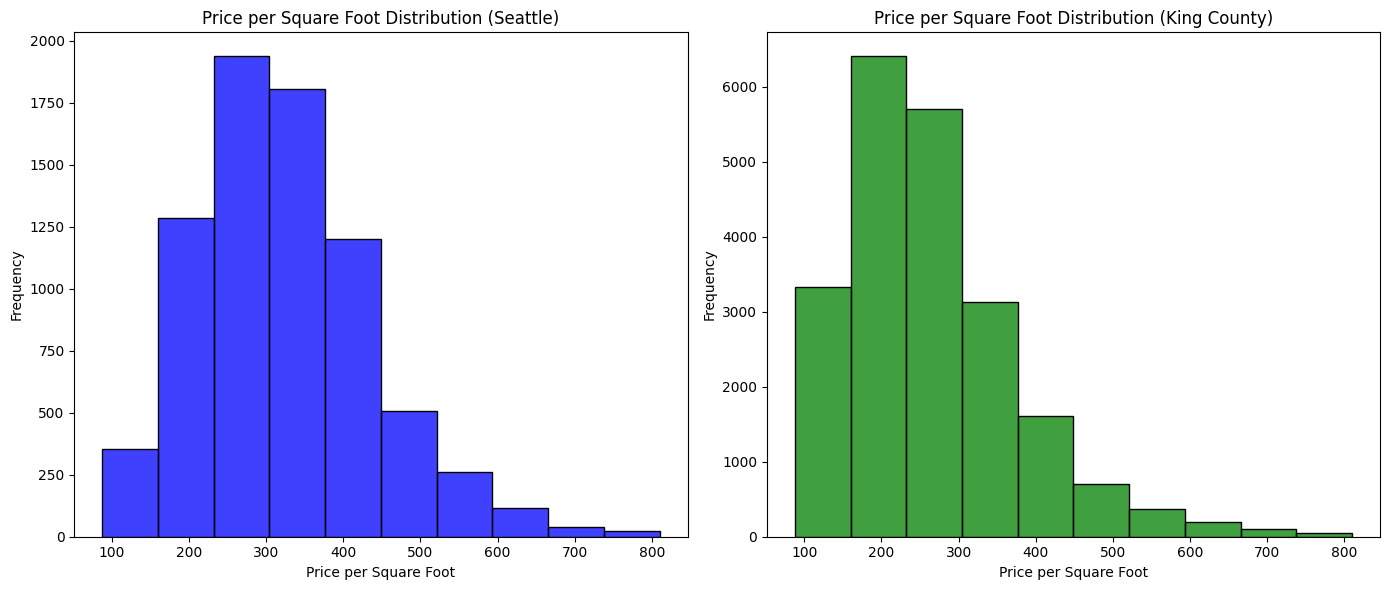 Price per Square Foot Distribution (Seattle)
2000
1750
1500
1250
1000
750
500
250
0
Frequency
100 200 300 400 500 600 700 800
Price per Square Foot
Price per Square Foot Distribution (King County)
6000
5000
4000
3000
2000
1000
0
Frequency
100 200 300 400 500 600 700 800
Price per Square Foot